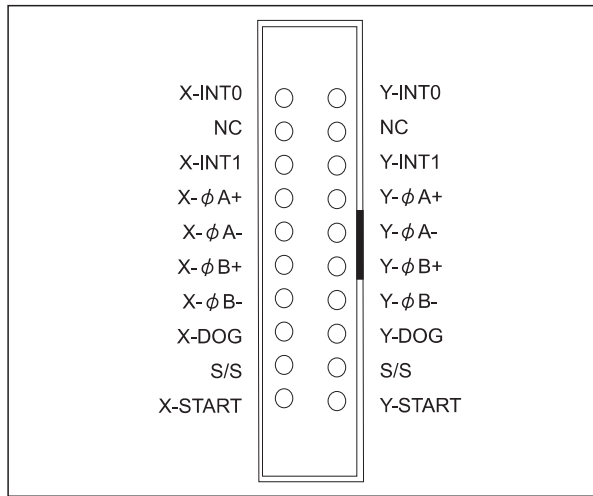 X-INT0 Y-INT0
NC NC
X-INT1 Y-INT1
X-ϕA+ Y-ϕA+
X-ϕA- Y-ϕA-
X-ϕB+ Y-ϕB+
X-ϕB- Y-ϕB-
X-DOG Y-DOG
S/S S/S
X-START Y-START